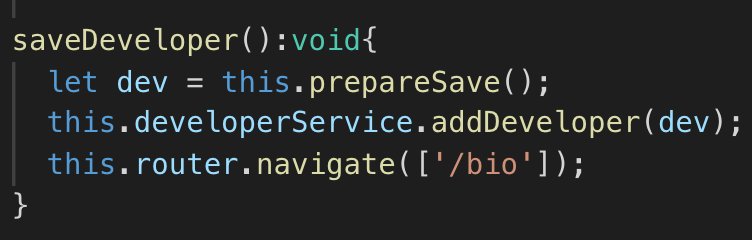 saveDeveloper():void{
let dev = this.prepareSave();
this.developerService.addDeveloper(dev);
this.router.navigate(['/bio']);
}